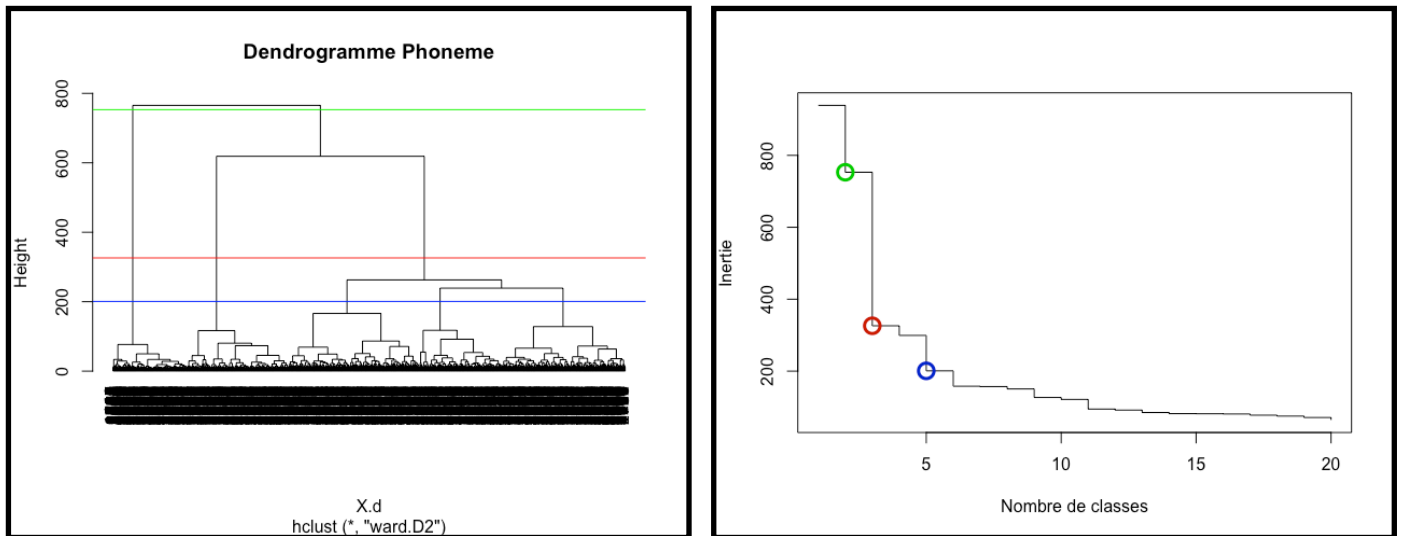 Dendrogramme Phoneme
Height
0
200
400
600
800
X.d
hclust (*, "ward.D2")
Inertie
200
400
600
800
5
10
15
20
Nombre de classes